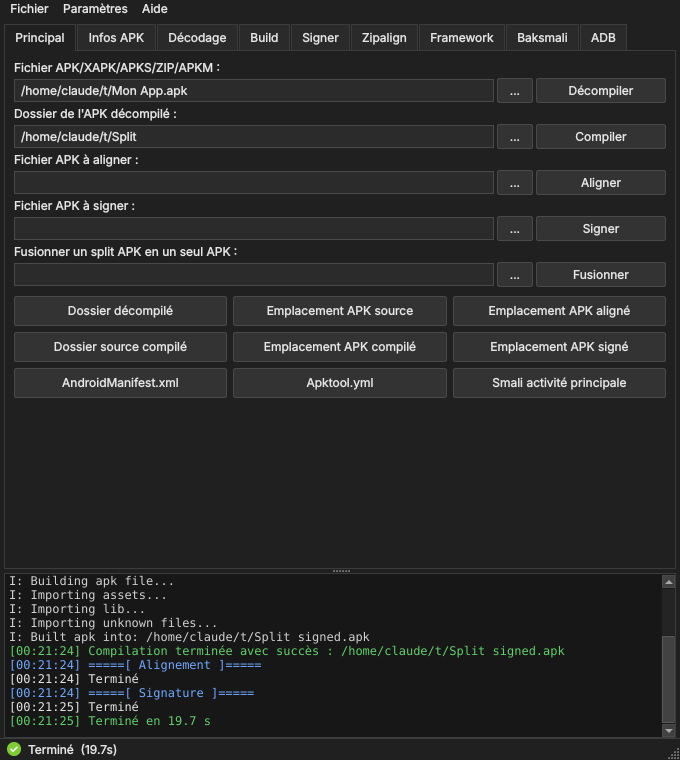 Fichier Paramètres Aide
Principal Infos APK Décodage Build Signer Zipalign Framework Baksmali ADB
Fichier APK/XAPK/APKS/ZIP/APKM :
/home/claude/t/Mon App.apk ... Décompiler
Dossier de l'APK décompilé :
/home/claude/t/Split ... Compiler
Fichier APK à aligner :
... Aligner
Fichier APK à signer :
... Signer
Fusionner un split APK en un seul APK :
... Fusionner
Dossier décompilé Emplacement APK source Emplacement APK aligné
Dossier source compilé Emplacement APK compilé Emplacement APK signé
AndroidManifest.xml Apktool.yml Smali activité principale
I: Building apk file...
I: Importing assets...
I: Importing lib...
I: Importing unknown files...
I: Built apk into: /home/claude/t/Split signed.apk
[00:21:24] Compilation terminée avec succès : /home/claude/t/Split signed.apk
[00:21:24] =====[ Alignement ]=====
[00:21:24] Terminé
[00:21:24] =====[ Signature ]=====
[00:21:25] Terminé
[00:21:25] Terminé en 19.7 s
Terminé (19.7s)